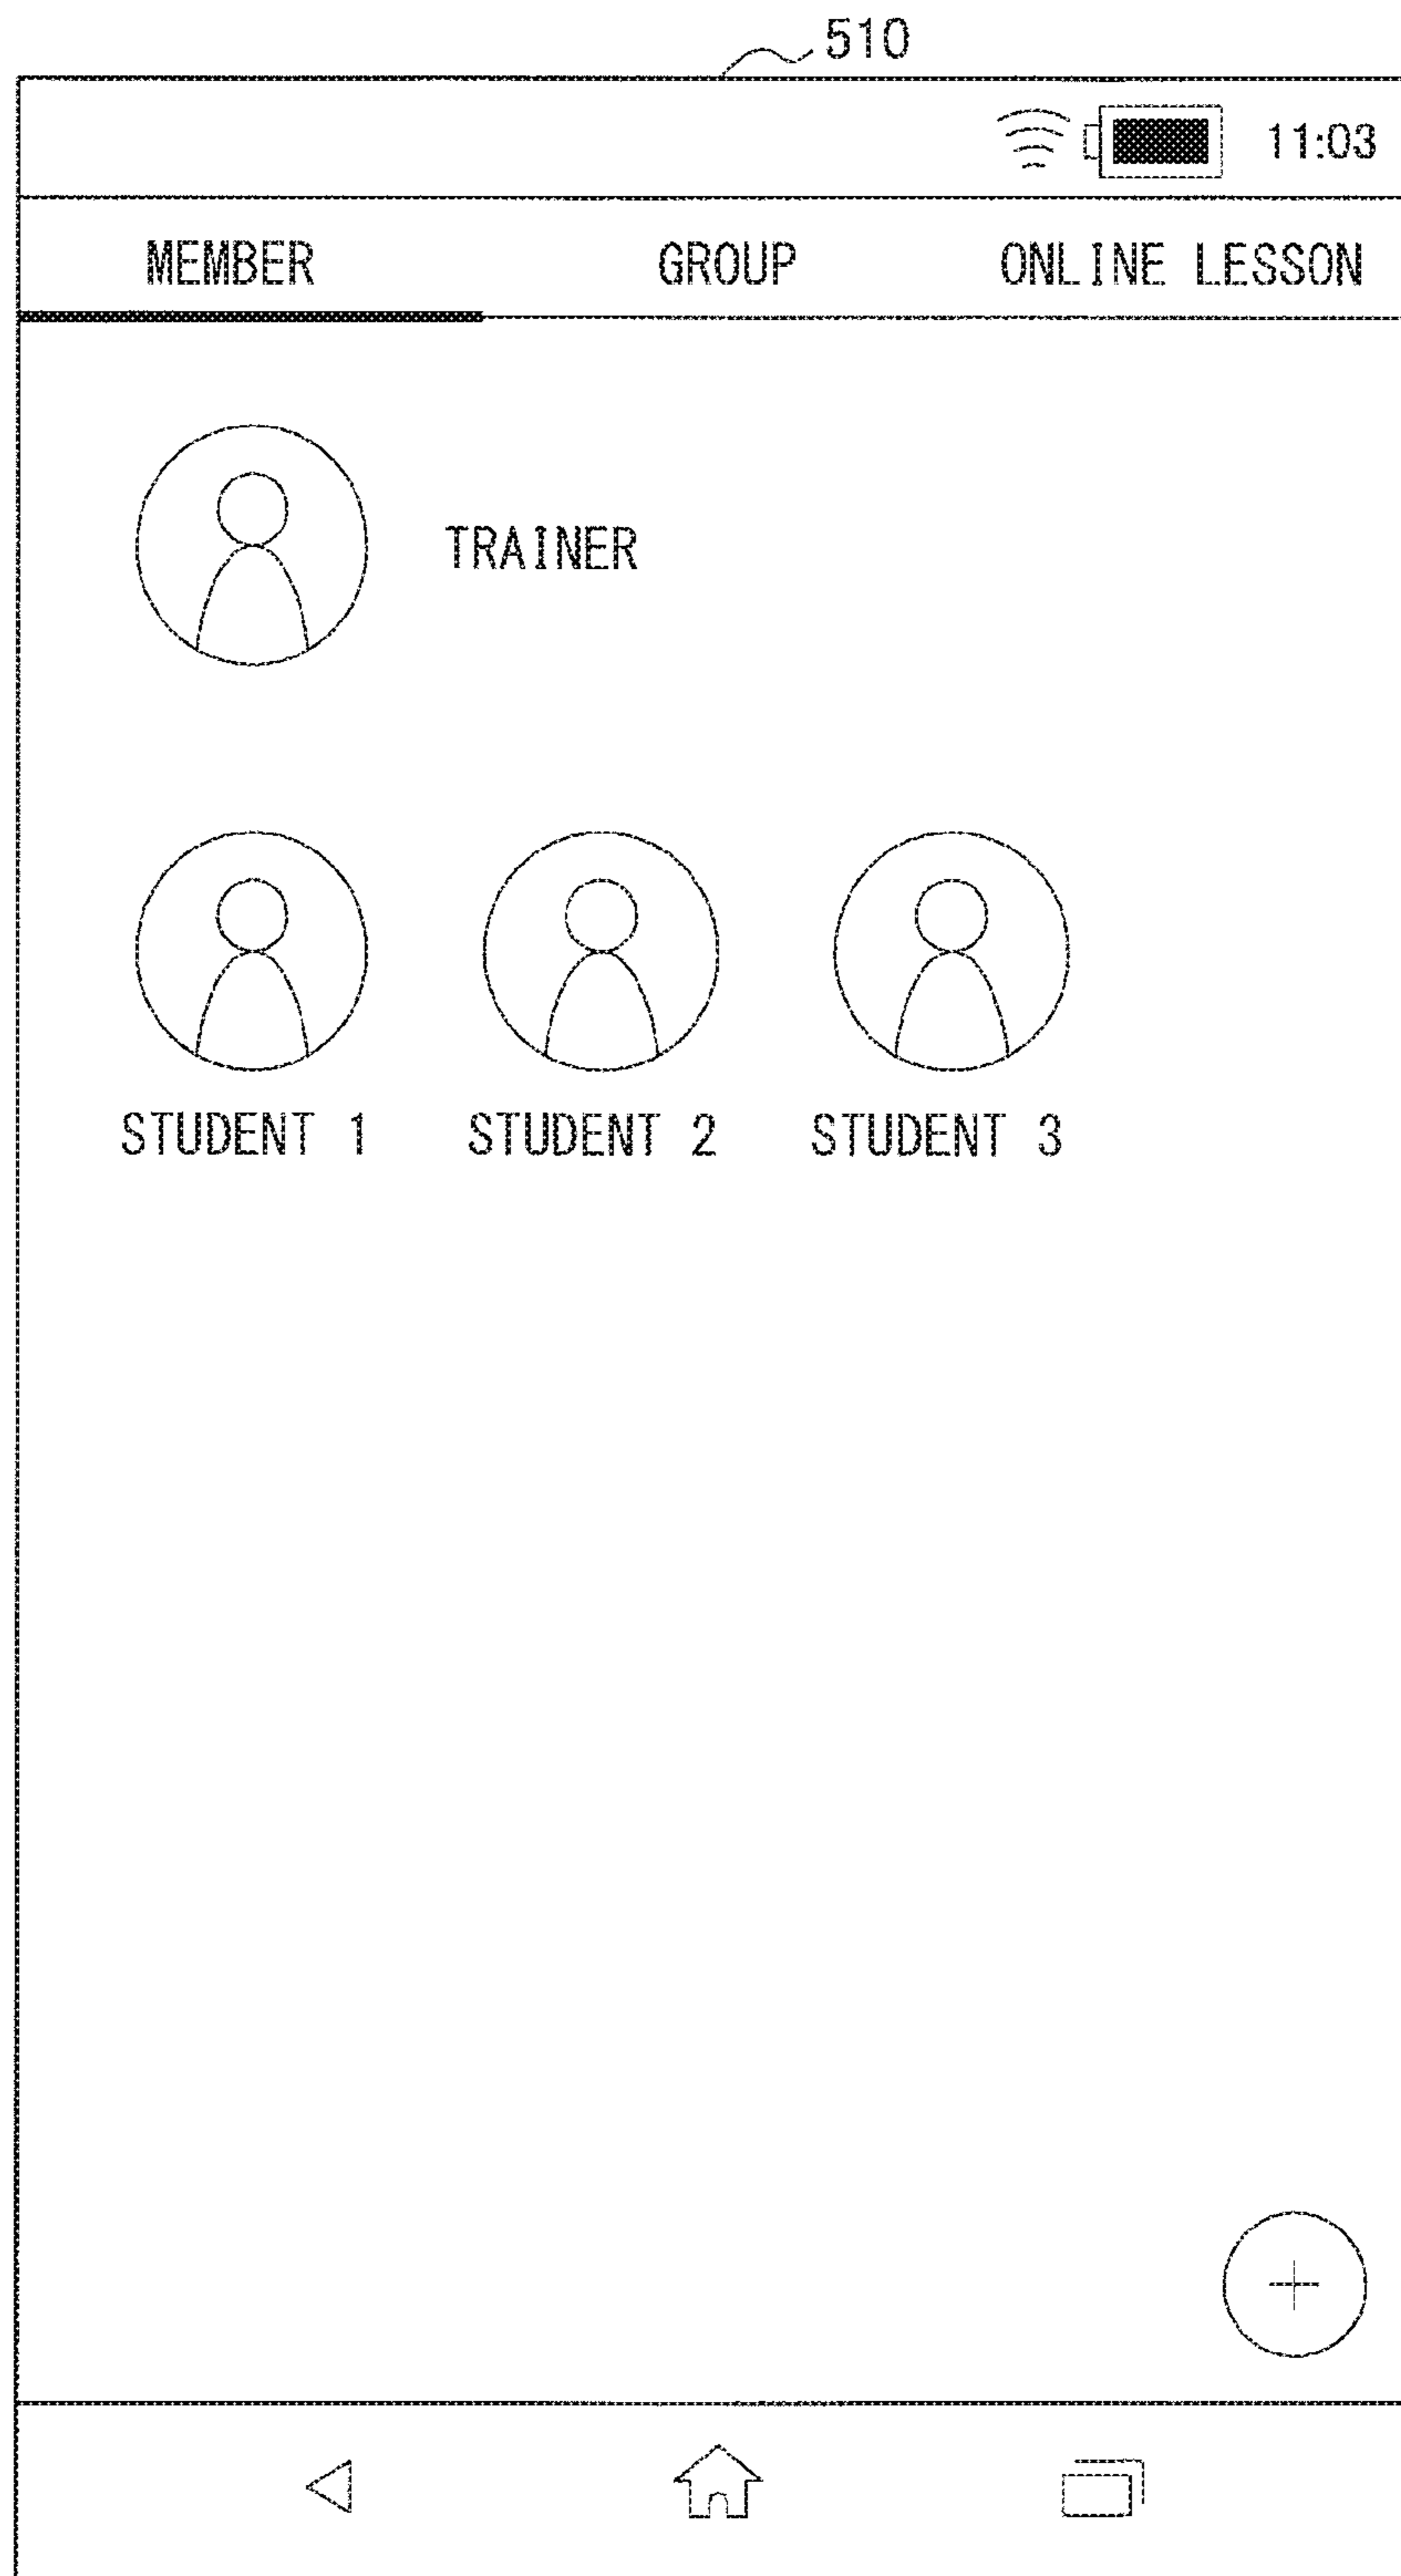 510
11:03
MEMBER GROUP ONLINE LESSON
TRAINER
STUDENT 1 STUDENT 2 STUDENT 3